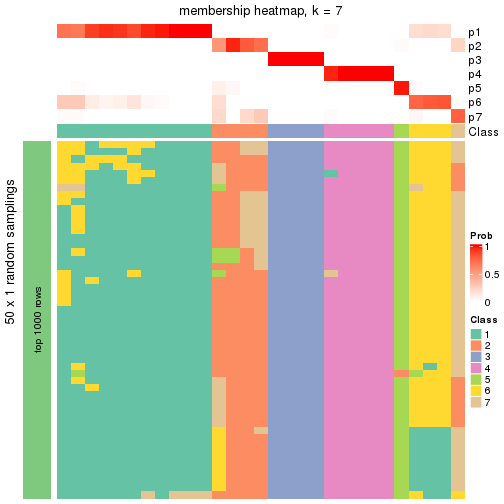 membership heatmap, k = 7
p1
p2
p3
p4
p5
p6
p7
Class
50 x 1 random samplings
top 1000 rows
Prob
1
0.5
0
Class
1
2
3
4
5
6
7